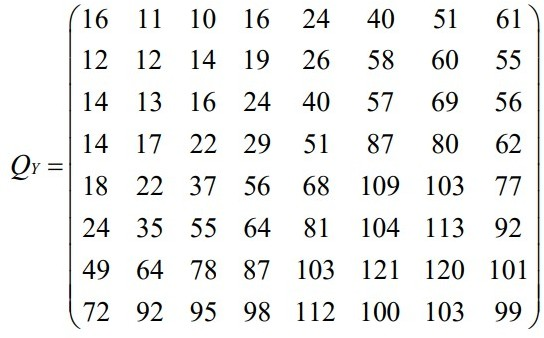 16 11 10 16 24 40 51 61
12 12 14 19 26 58 60 55
14 13 16 24 40 57 69 56
14 17 22 29 51 87 80 62
QY =
18 22 37 56 68 109 103 77
24 35 55 64 81 104 113 92
49 64 78 87 103 121 120 101
72 92 95 98 112 100 103 99